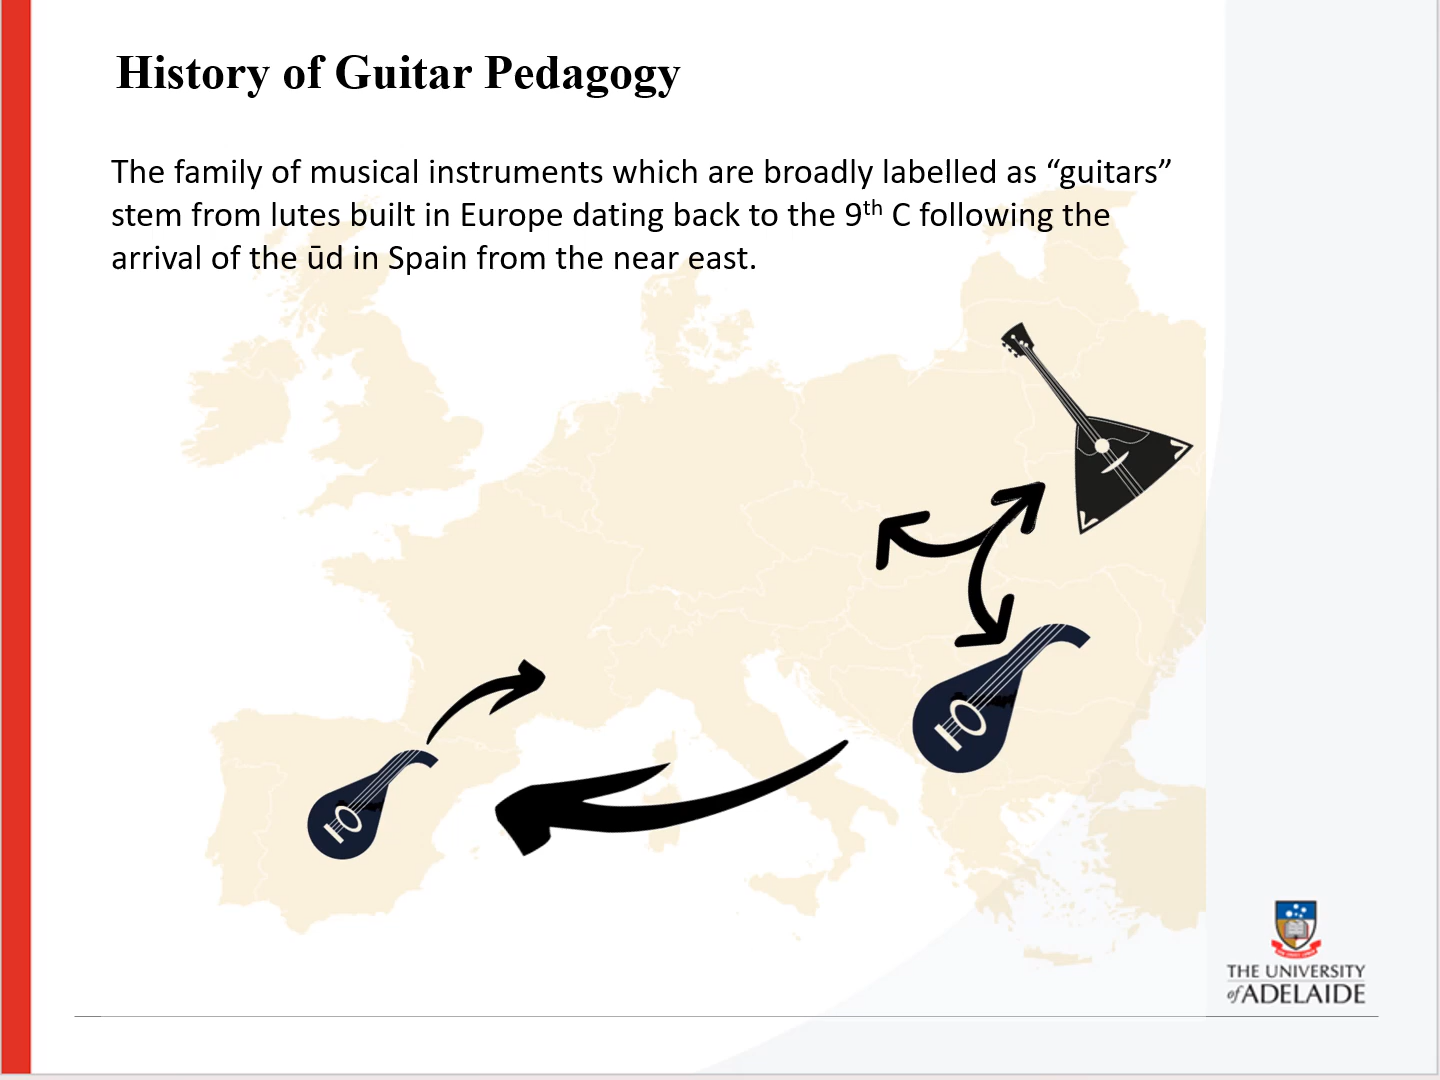 History of Guitar Pedagogy
The family of musical instruments which are broadly labelled as “guitars”
stem from lutes built in Europe dating back to the 9th C following the
arrival of the ūd in Spain from the near east.
THE UNIVERSITY
of ADELAIDE